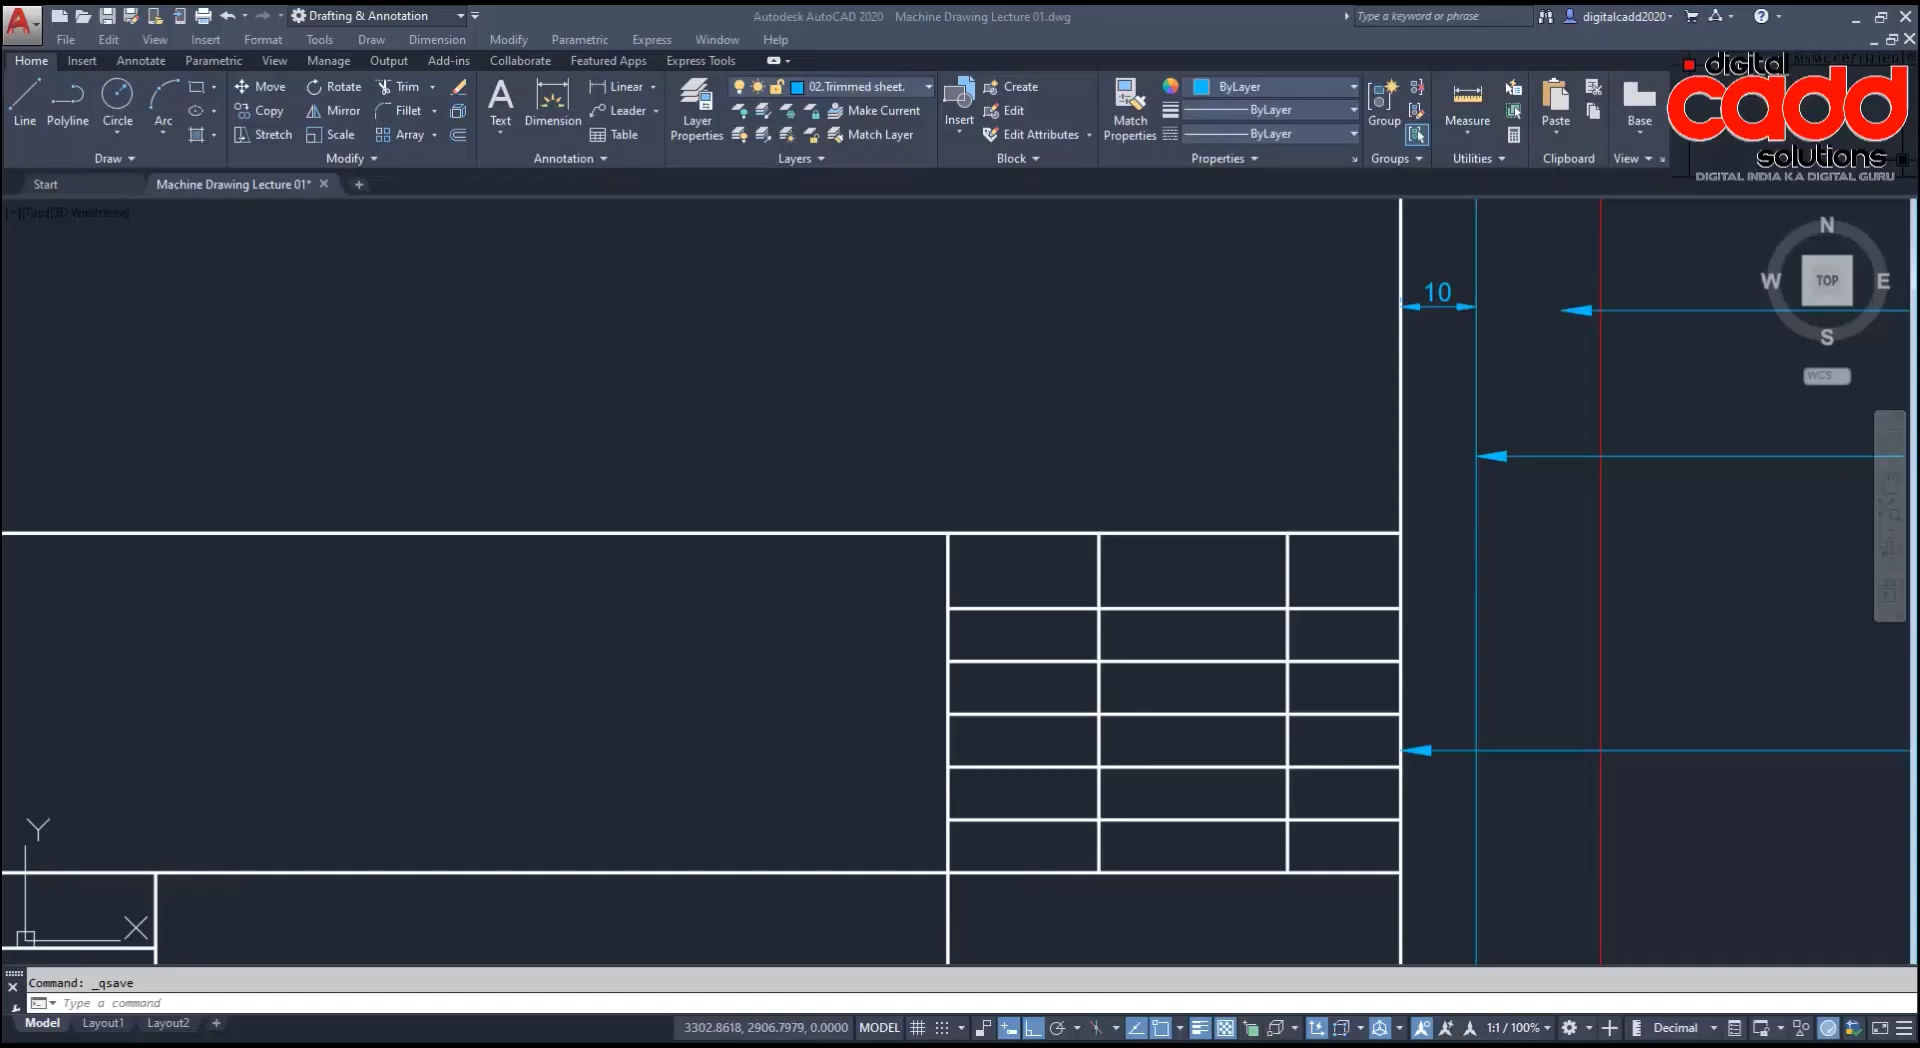 Drafting & Annotation
Autodesk AutoCAD 2020 Machine Drawing Lecture 01.dwg
Type a keyword or phrase
digitalcadd2020
File Edit View Insert Format Tools Draw Dimension Modify Parametric Express Window Help
Home Insert Annotate Parametric View Manage Output Add-ins Collaborate Featured Apps Express Tools
Move Rotate Trim Linear 02.Trimmed sheet. Create ByLayer
Line Polyline Circle Arc Copy Mirror Fillet Text Dimension Leader Layer Properties Make Current Insert Edit Match Properties ByLayer Group Measure Paste Base
Stretch Scale Array Table Match Layer Edit Attributes ByLayer
Draw Modify Annotation Layers Block Properties Groups Utilities Clipboard View
digital
cadd
solutions
DIGITAL INDIA KA DIGITAL GURU
Start Machine Drawing Lecture 01*
[-][Top][2D Wireframe]
N
W TOP E
S
WCS
10
Y
X
Command: _qsave
Type a command
Model Layout1 Layout2
3302.8618, 2906.7979, 0.0000 MODEL 1:1 / 100% Decimal